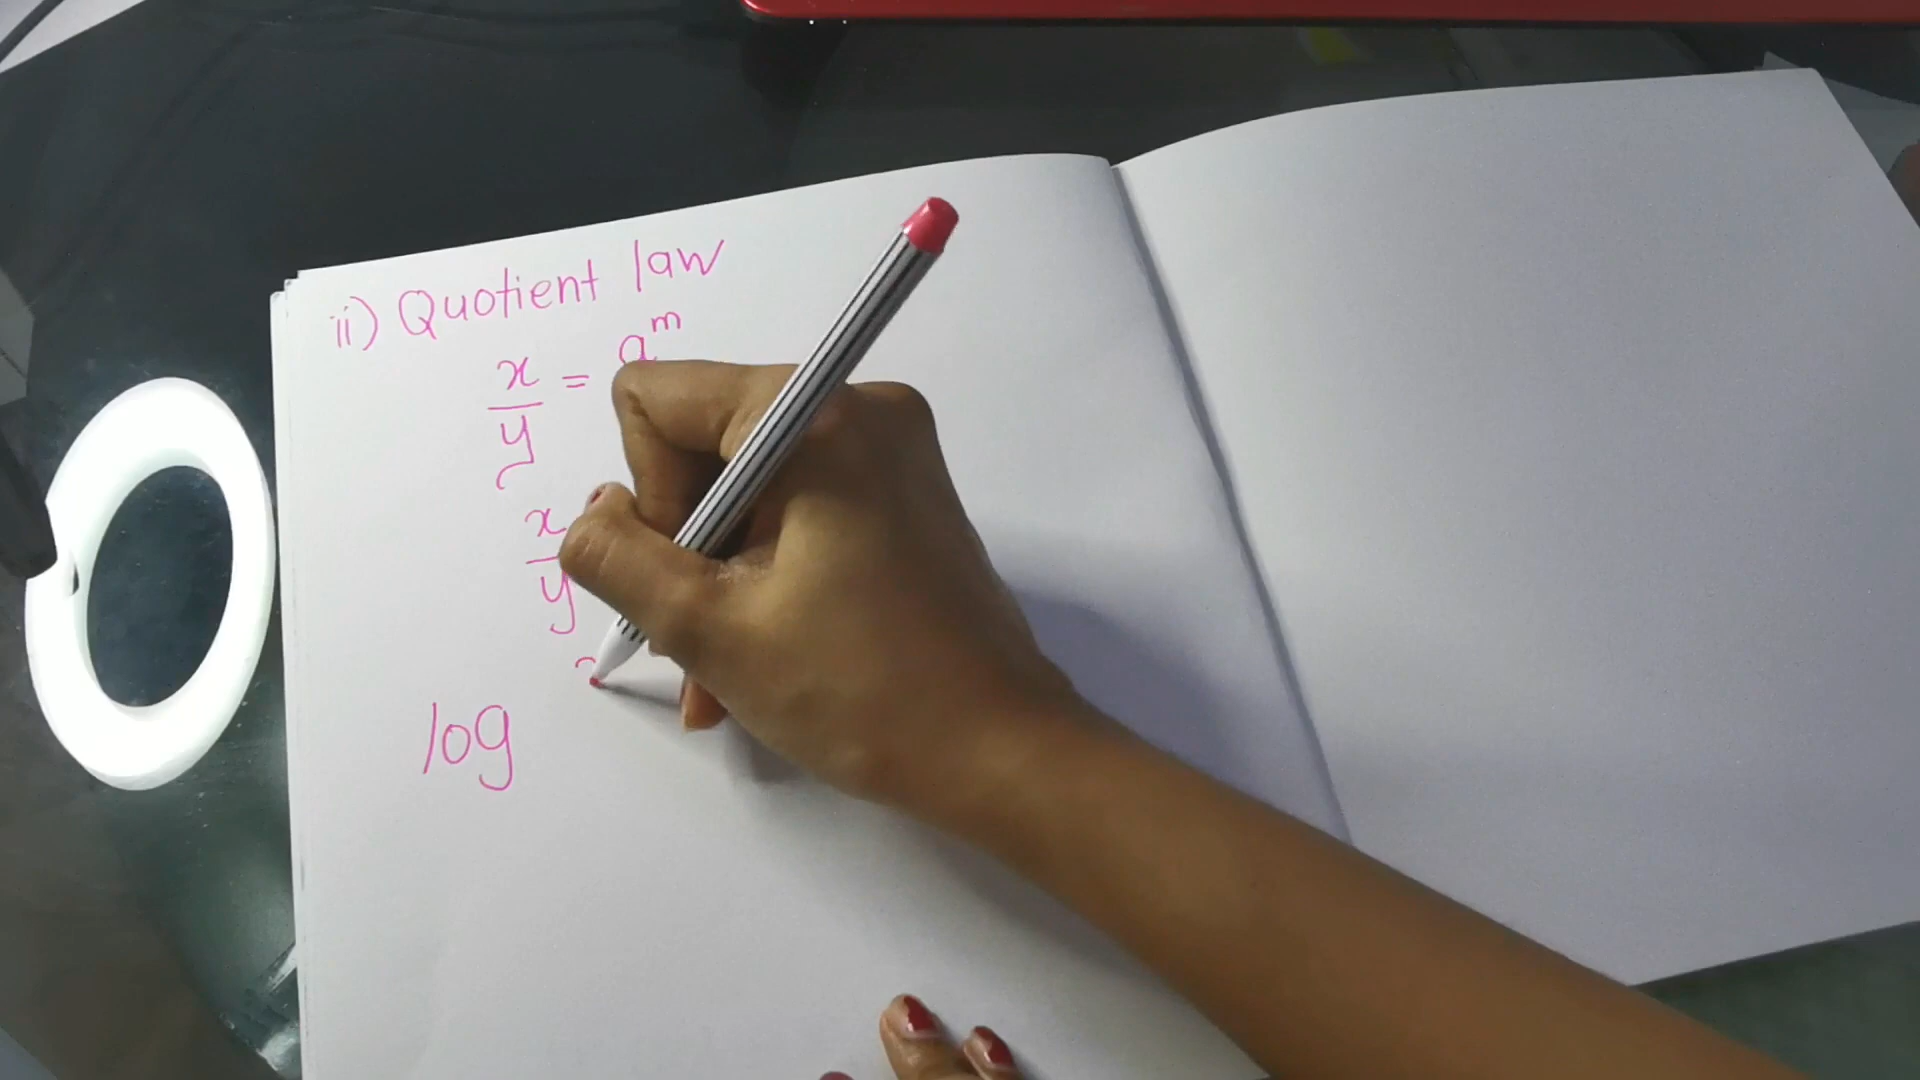 ii) Quotient law
x/y = a^m
x/y
log